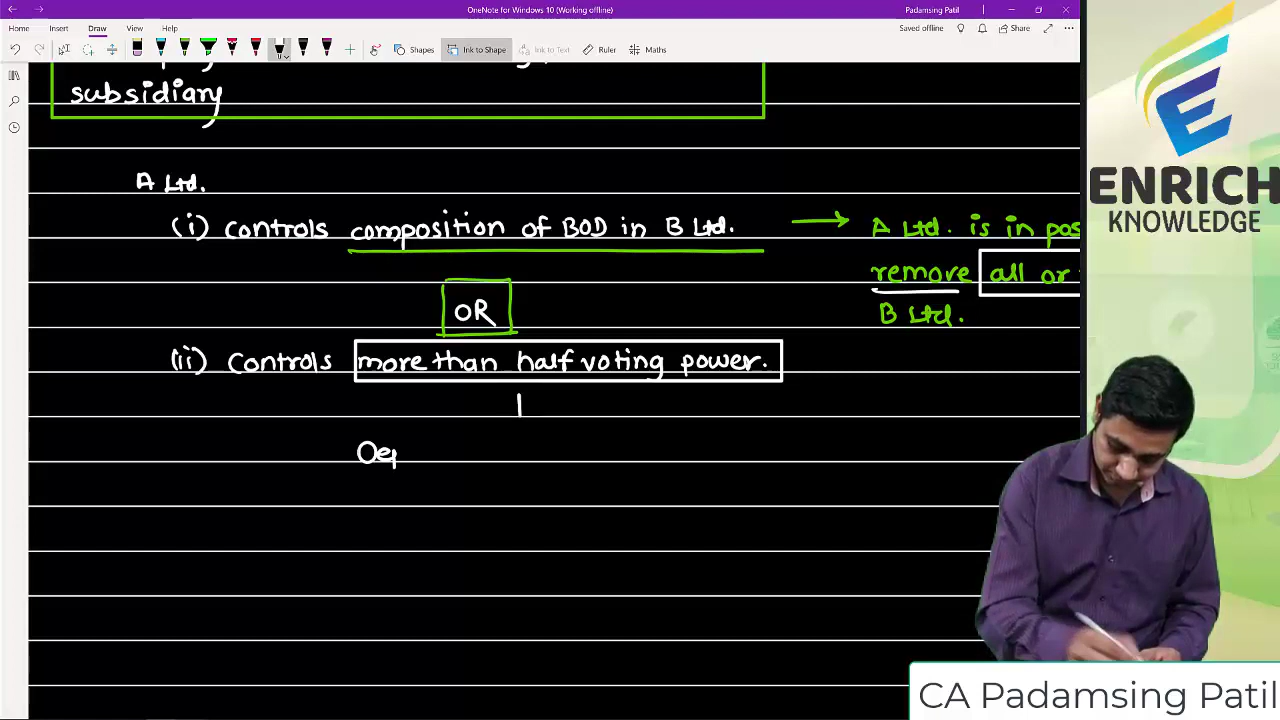 OneNote for Windows 10 (Working offline)
Padamsing Patil
Home Insert Draw View Help
Saved offline Share
Shapes Ink to Shape Ink to Text Ruler Maths
subsidiary
A Ltd.
(i) controls composition of BOD in B Ltd. → A Ltd. is in pos
remove all or
OR
B Ltd.
(ii) controls more than half voting power.
ENRICH
KNOWLEDGE
CA Padamsing Patil